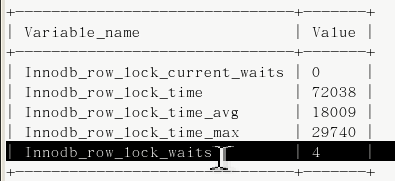 +-------------------------------+-------+
| Variable_name                 | Value |
+-------------------------------+-------+
| Innodb_row_lock_current_waits | 0     |
| Innodb_row_lock_time          | 72038 |
| Innodb_row_lock_time_avg      | 18009 |
| Innodb_row_lock_time_max      | 29740 |
| Innodb_row_lock_waits         | 4     |
+-------------------------------+-------+